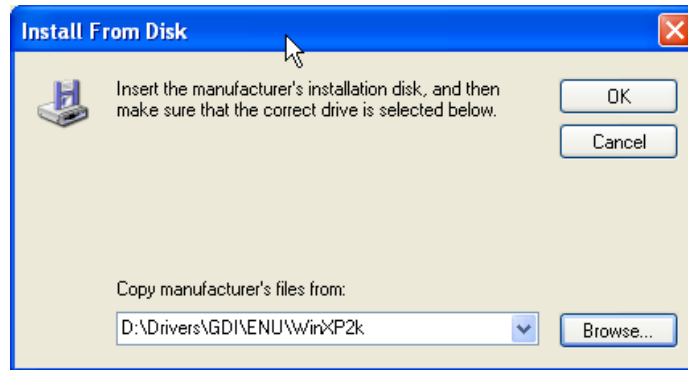 Install From Disk
Insert the manufacturer's installation disk, and then
make sure that the correct drive is selected below.
OK
Cancel
Copy manufacturer's files from:
D:\Drivers\GDI\ENU\WinXP2k
Browse...